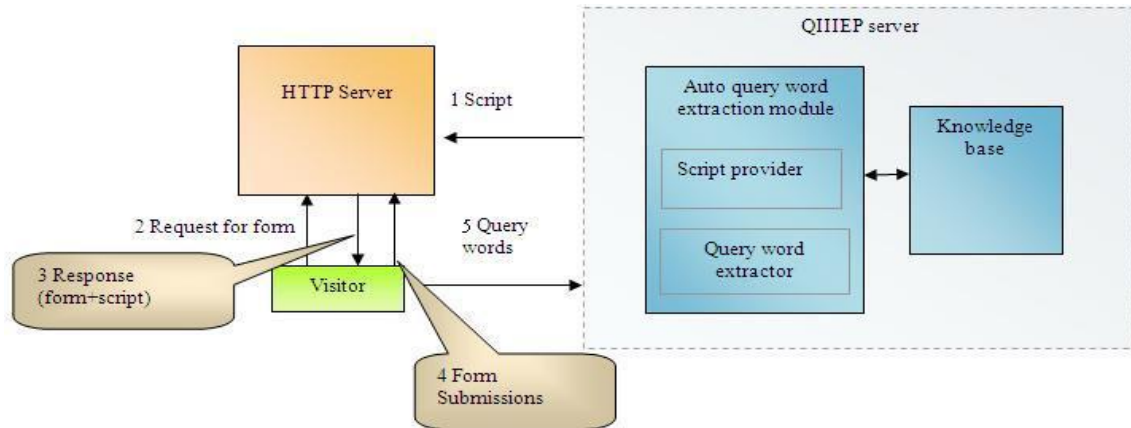 QIIIEP server
HTTP Server
1 Script
Auto query word
extraction module
Script provider
Query word
extractor
Knowledge
base
2 Request for form
5 Query
words
3 Response
(form+script)
Visitor
4 Form
Submissions